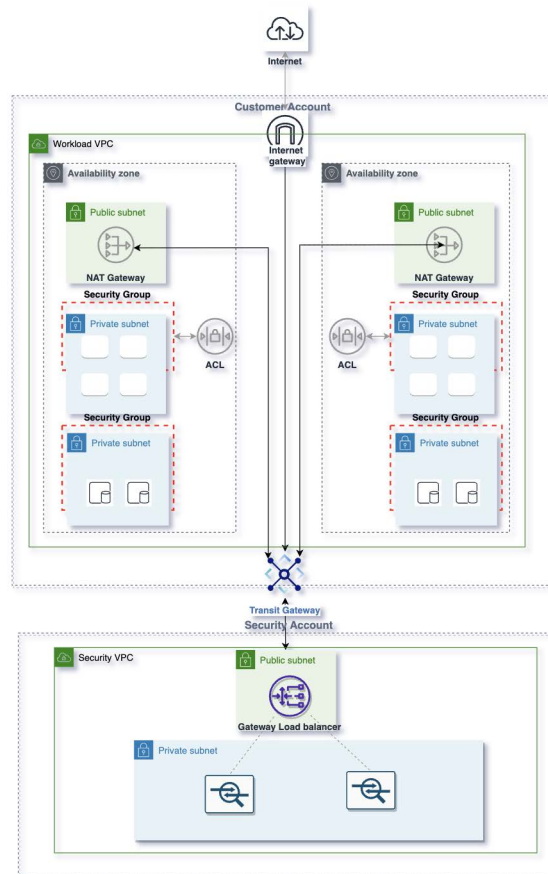 Internet
Customer Account
Internet
gateway
Workload VPC
Availability zone
Availability zone
Public subnet
Public subnet
NAT Gateway
NAT Gateway
Security Group
Security Group
Private subnet
Private subnet
ACL
ACL
Security Group
Security Group
Private subnet
Private subnet
Transit Gateway
Security Account
Security VPC
Public subnet
Gateway Load balancer
Private subnet